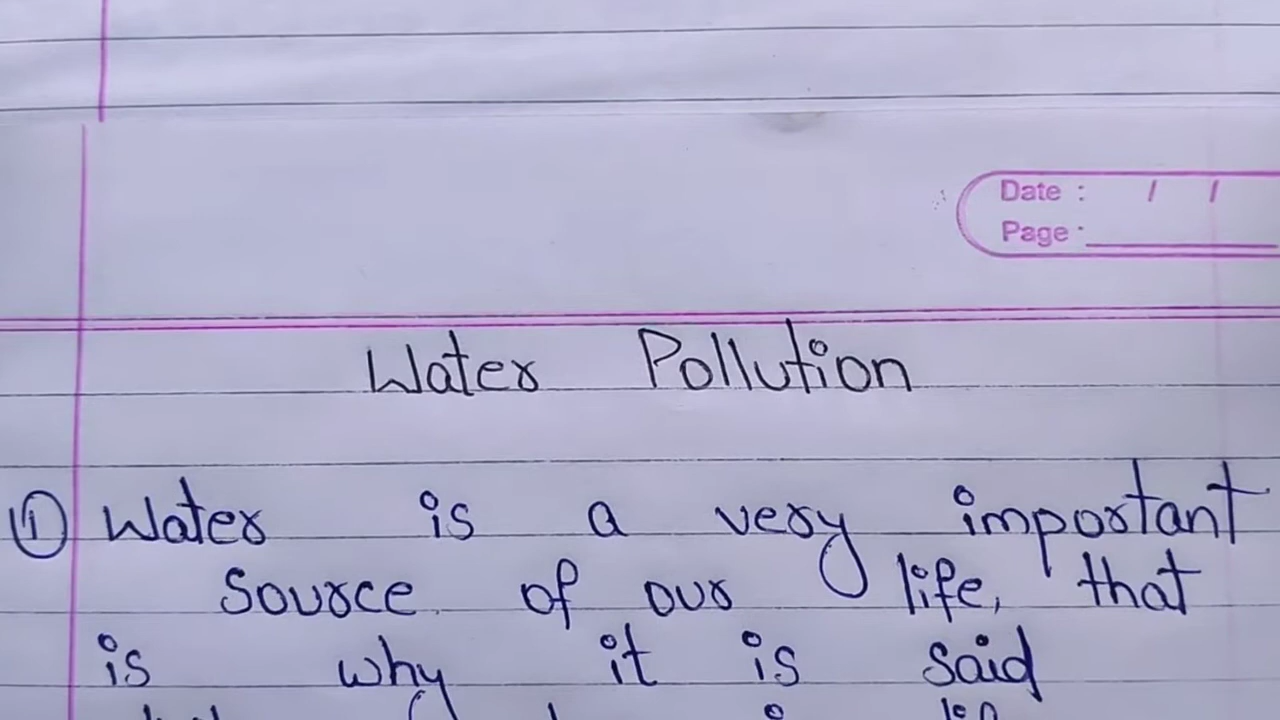 Date : / /
Page :
Water Pollution
① Water is a very important
source of our life, that
is why it is said